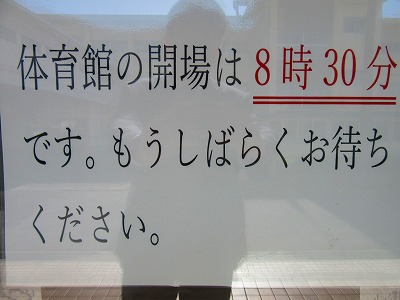 体育館の開場は8時30分
です。もうしばらくお待ち
ください。